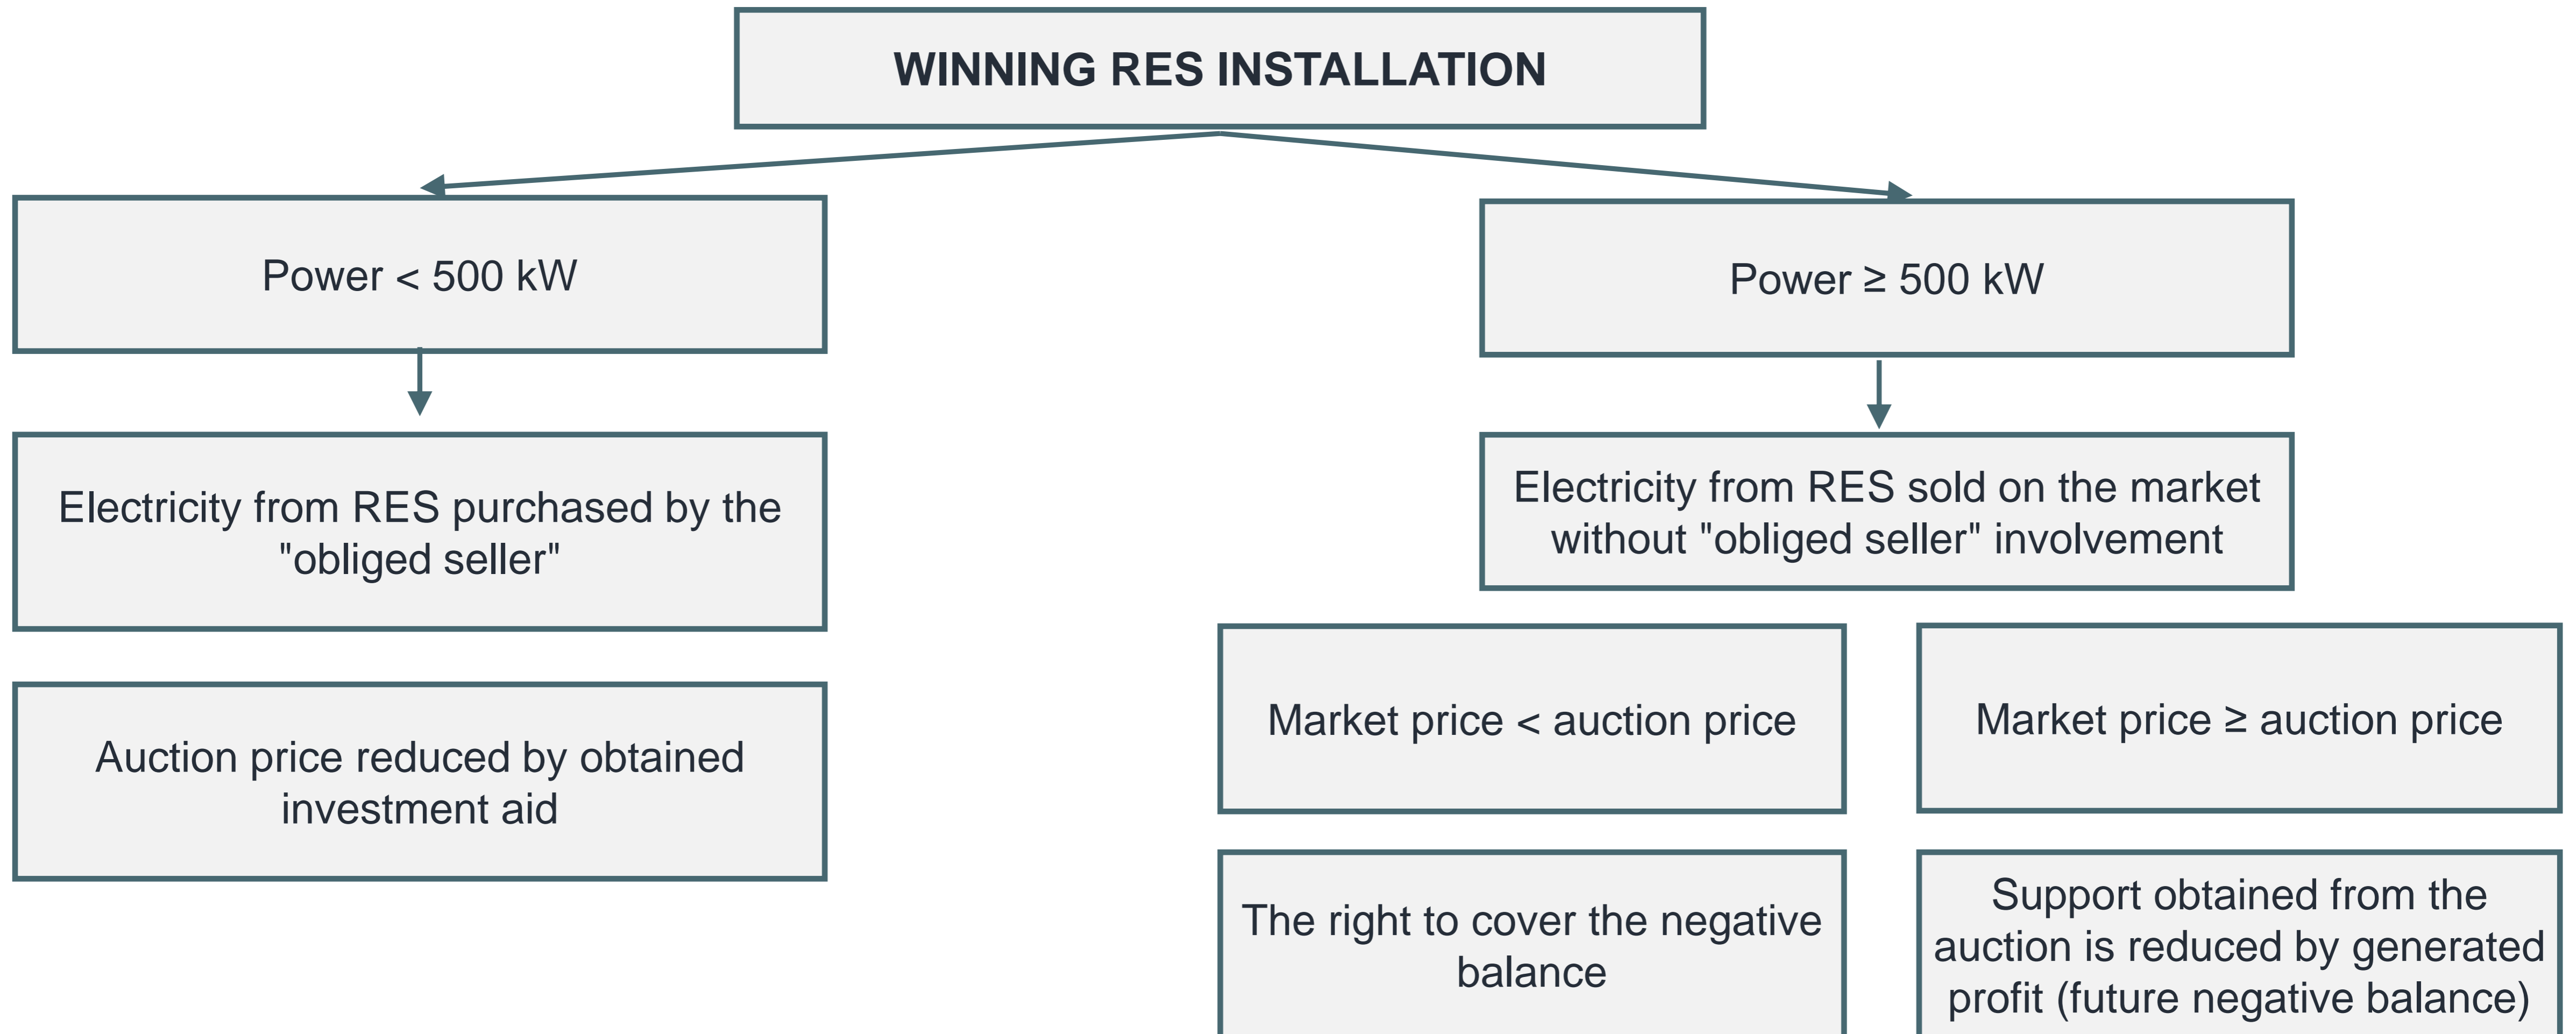 WINNING RES INSTALLATION
Power < 500 kW
Power ≥ 500 kW
Electricity from RES purchased by the
"obliged seller"
Electricity from RES sold on the market
without "obliged seller" involvement
Auction price reduced by obtained
investment aid
Market price < auction price
Market price ≥ auction price
The right to cover the negative
balance
Support obtained from the
auction is reduced by generated
profit (future negative balance)